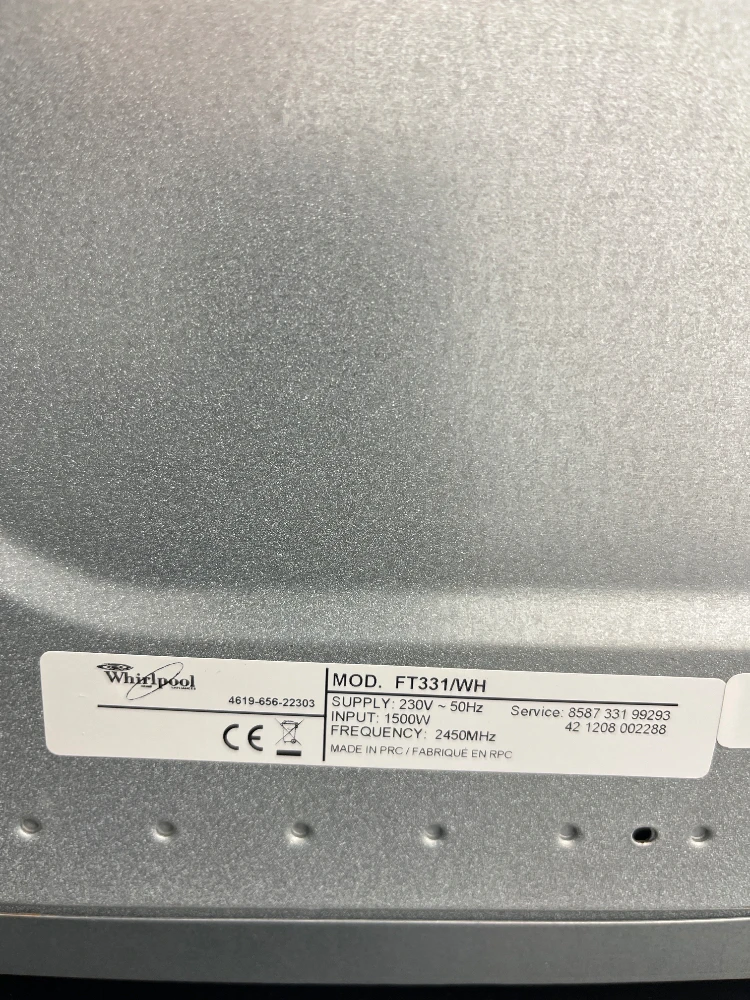 Whirlpool
4619-656-22303
CE
MOD. FT331/WH
SUPPLY: 230V ~ 50Hz
INPUT: 1500W
FREQUENCY: 2450MHz
MADE IN PRC / FABRIQUÉ EN RPC
Service: 8587 331 99293
42 1208 002288